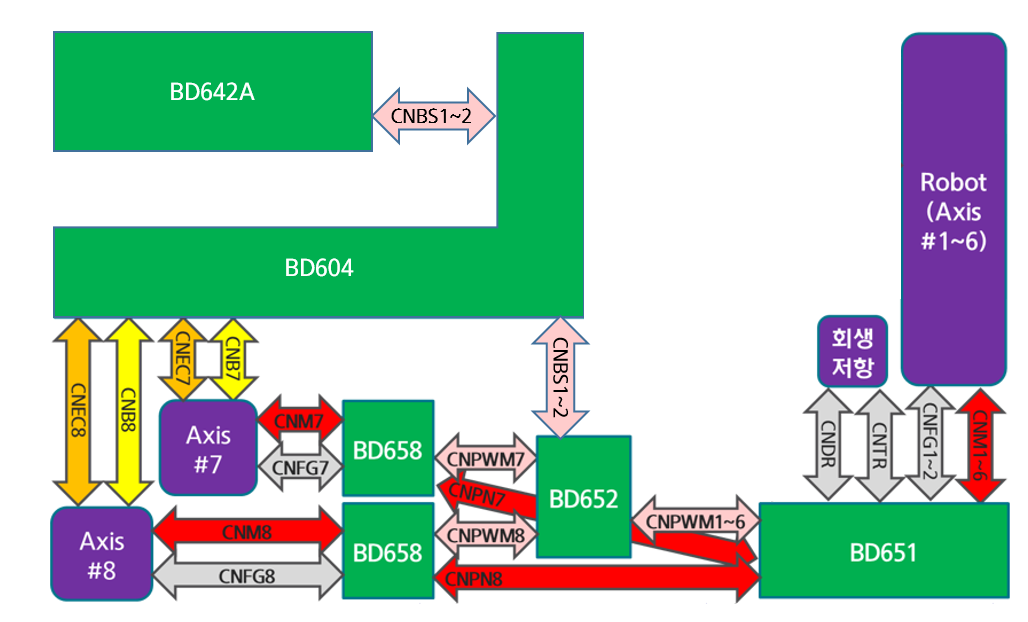 BD642A
CNBS1~2
Robot
(Axis
#1~6)
BD604
회생
저항
CNEC8
CNB8
CNEC7
CNB7
CNBS1~2
CNDR
CNTR
CNFG1~2
CNM1~6
Axis
#7
CNM7
CNFG7
BD658
CNPWM7
CNPN7
BD652
CNPWM1~6
Axis
#8
CNM8
CNFG8
BD658
CNPWM8
CNPN8
BD651